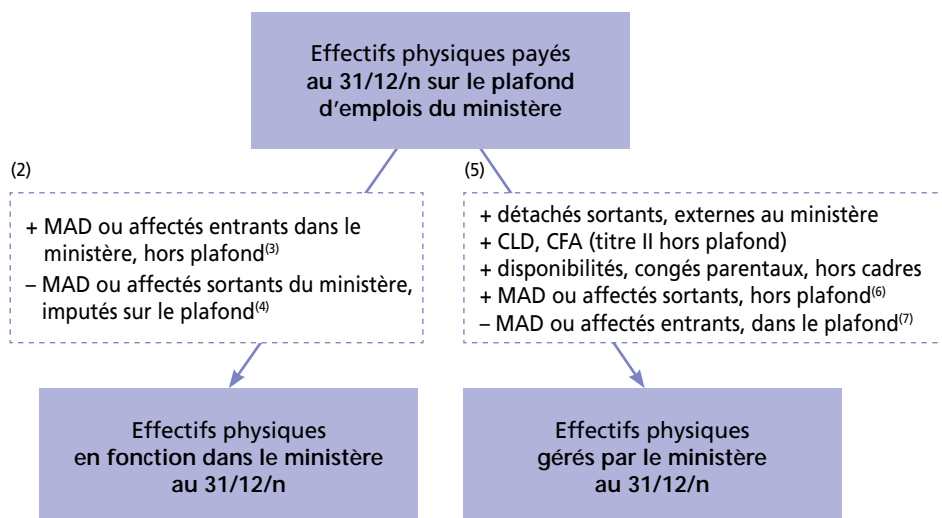 Effectifs physiques payés
au 31/12/n sur le plafond
d'emplois du ministère
(2)
+ MAD ou affectés entrants dans le
ministère, hors plafond(3)
– MAD ou affectés sortants du ministère,
imputés sur le plafond(4)
(5)
+ détachés sortants, externes au ministère
+ CLD, CFA (titre II hors plafond)
+ disponibilités, congés parentaux, hors cadres
+ MAD ou affectés sortants, hors plafond(6)
– MAD ou affectés entrants, dans le plafond(7)
Effectifs physiques
en fonction dans le ministère
au 31/12/n
Effectifs physiques
gérés par le ministère
au 31/12/n